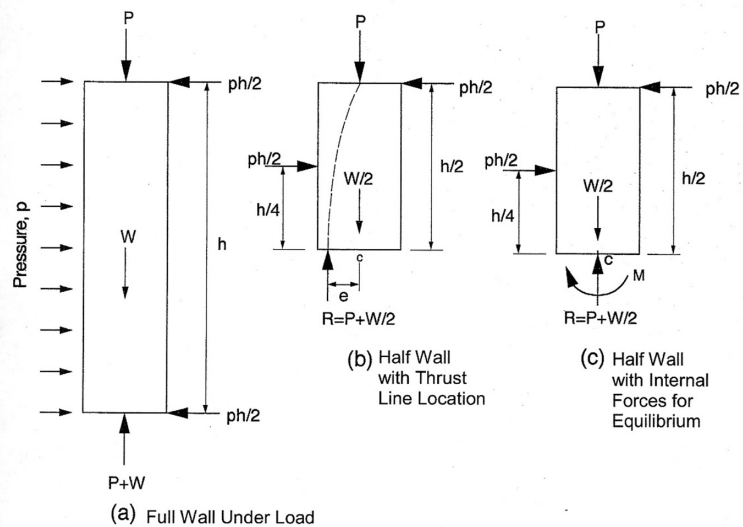 P
ph/2
Pressure, p
W
h
ph/2
P+W
(a) Full Wall Under Load
P
ph/2
ph/2
W/2
h/2
h/4
c
e
R=P+W/2
(b) Half Wall
with Thrust
Line Location
P
ph/2
ph/2
W/2
h/2
h/4
c
M
R=P+W/2
(c) Half Wall
with Internal
Forces for
Equilibrium